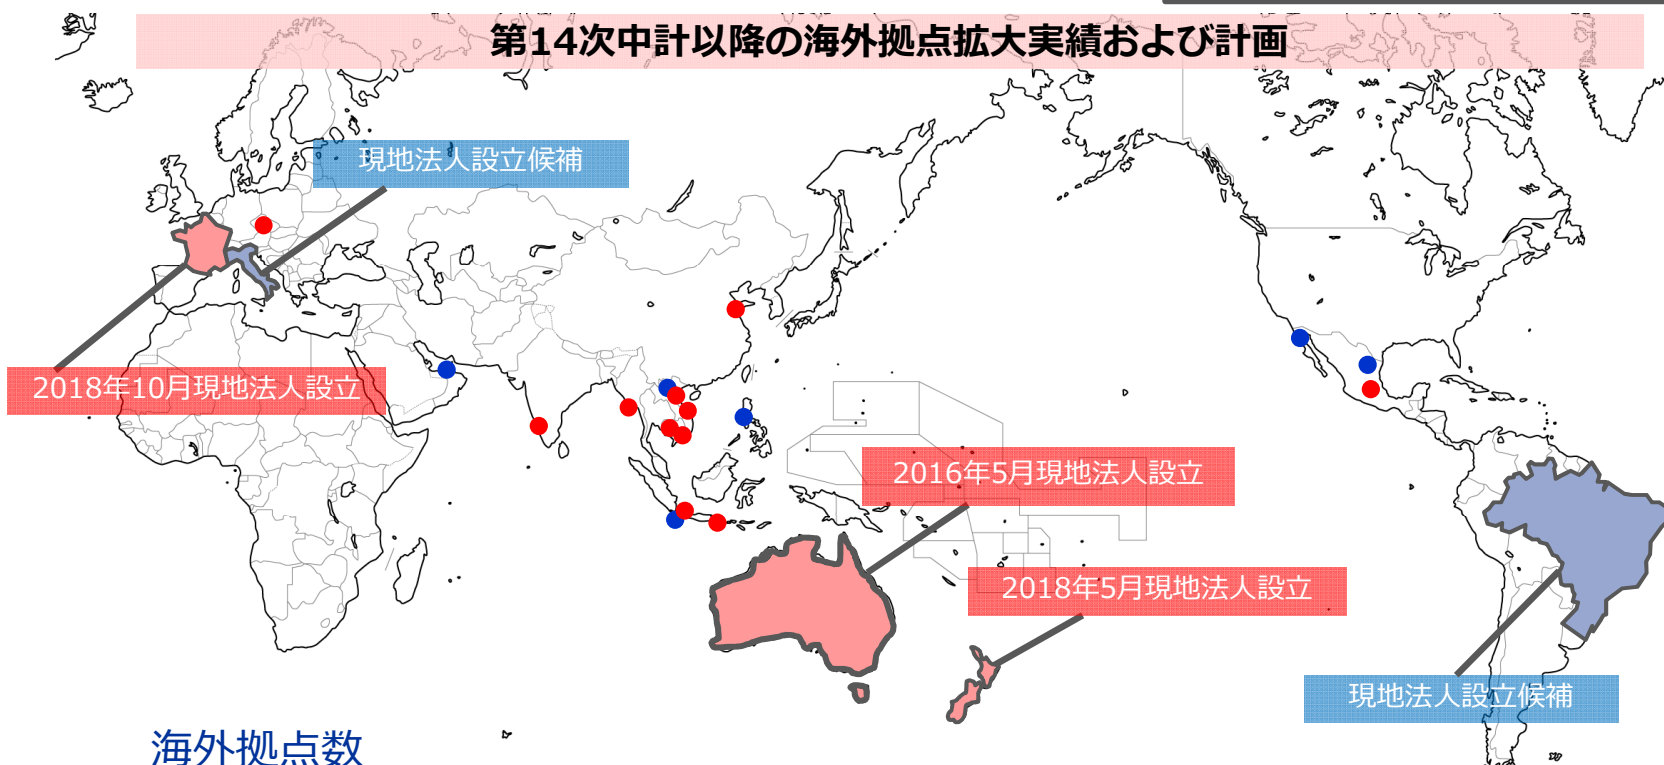 第14次中計以降の海外拠点拡大実績および計画
現地法人設立候補
2018年10月現地法人設立
2016年5月現地法人設立
2018年5月現地法人設立
現地法人設立候補
海外拠点数